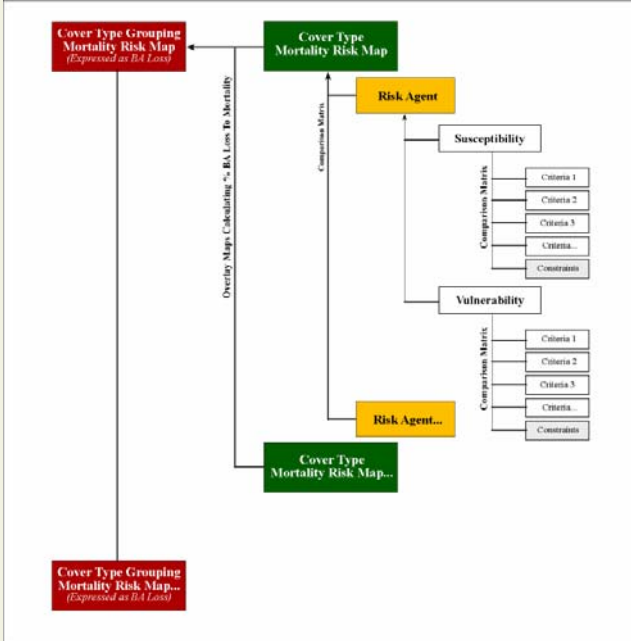 Cover Type Grouping
Mortality Risk Map
(Expressed as BA Loss)
Cover Type
Mortality Risk Map
Risk Agent
Susceptibility
Comparison Matrix
Criteria 1
Criteria 2
Criteria 3
Criteria...
Constraints
Overlay Maps Calculating % BA Loss To Mortality
Comparison Matrix
Vulnerability
Comparison Matrix
Criteria 1
Criteria 2
Criteria 3
Criteria...
Constraints
Risk Agent...
Cover Type
Mortality Risk Map...
Cover Type Grouping
Mortality Risk Map...
(Expressed as BA Loss)